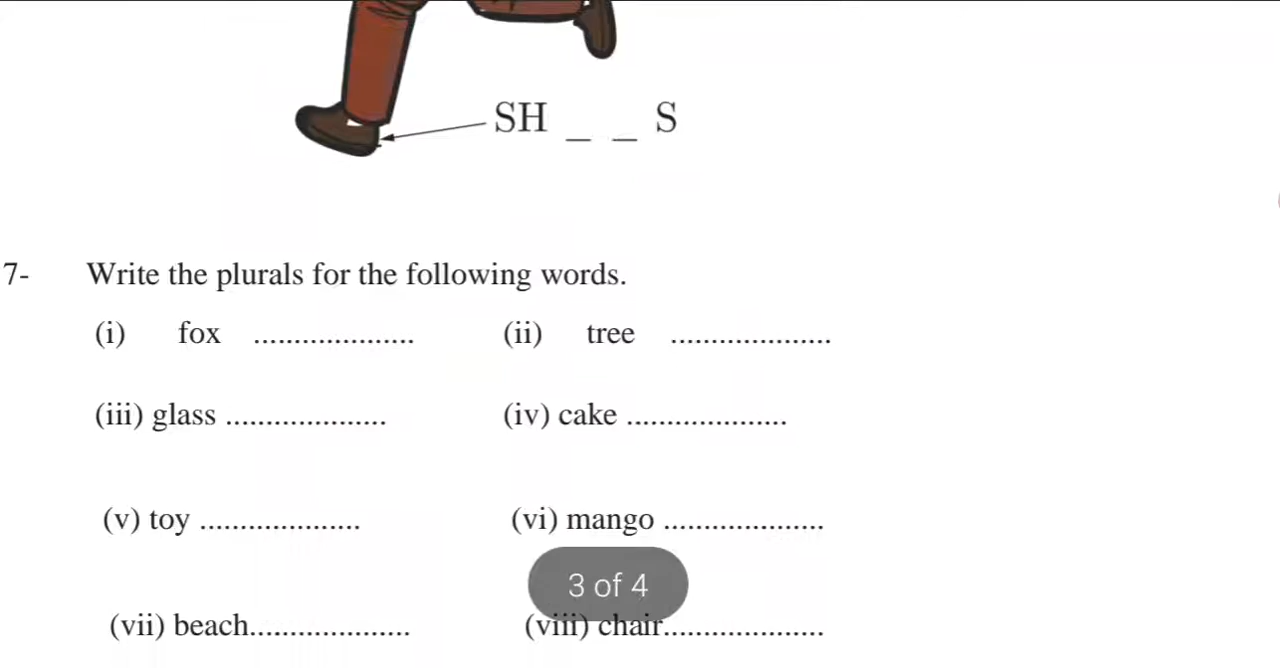 SH _ _ S
7- Write the plurals for the following words.
(i) fox .................... (ii) tree ....................
(iii) glass .................... (iv) cake ....................
(v) toy .................... (vi) mango ....................
3 of 4
(vii) beach.................... (viii) chair....................